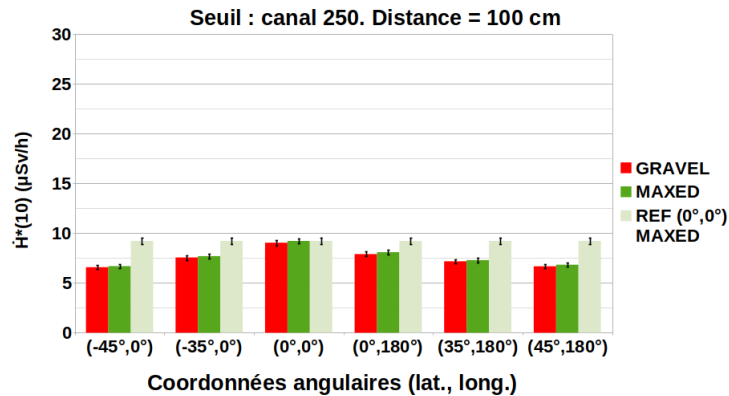 Seuil : canal 250. Distance = 100 cm
30
25
20
15
10
5
0
Ḣ*(10) (µSv/h)
GRAVEL
MAXED
REF (0°,0°)
MAXED
(-45°,0°) (-35°,0°) (0°,0°) (0°,180°) (35°,180°) (45°,180°)
Coordonnées angulaires (lat., long.)